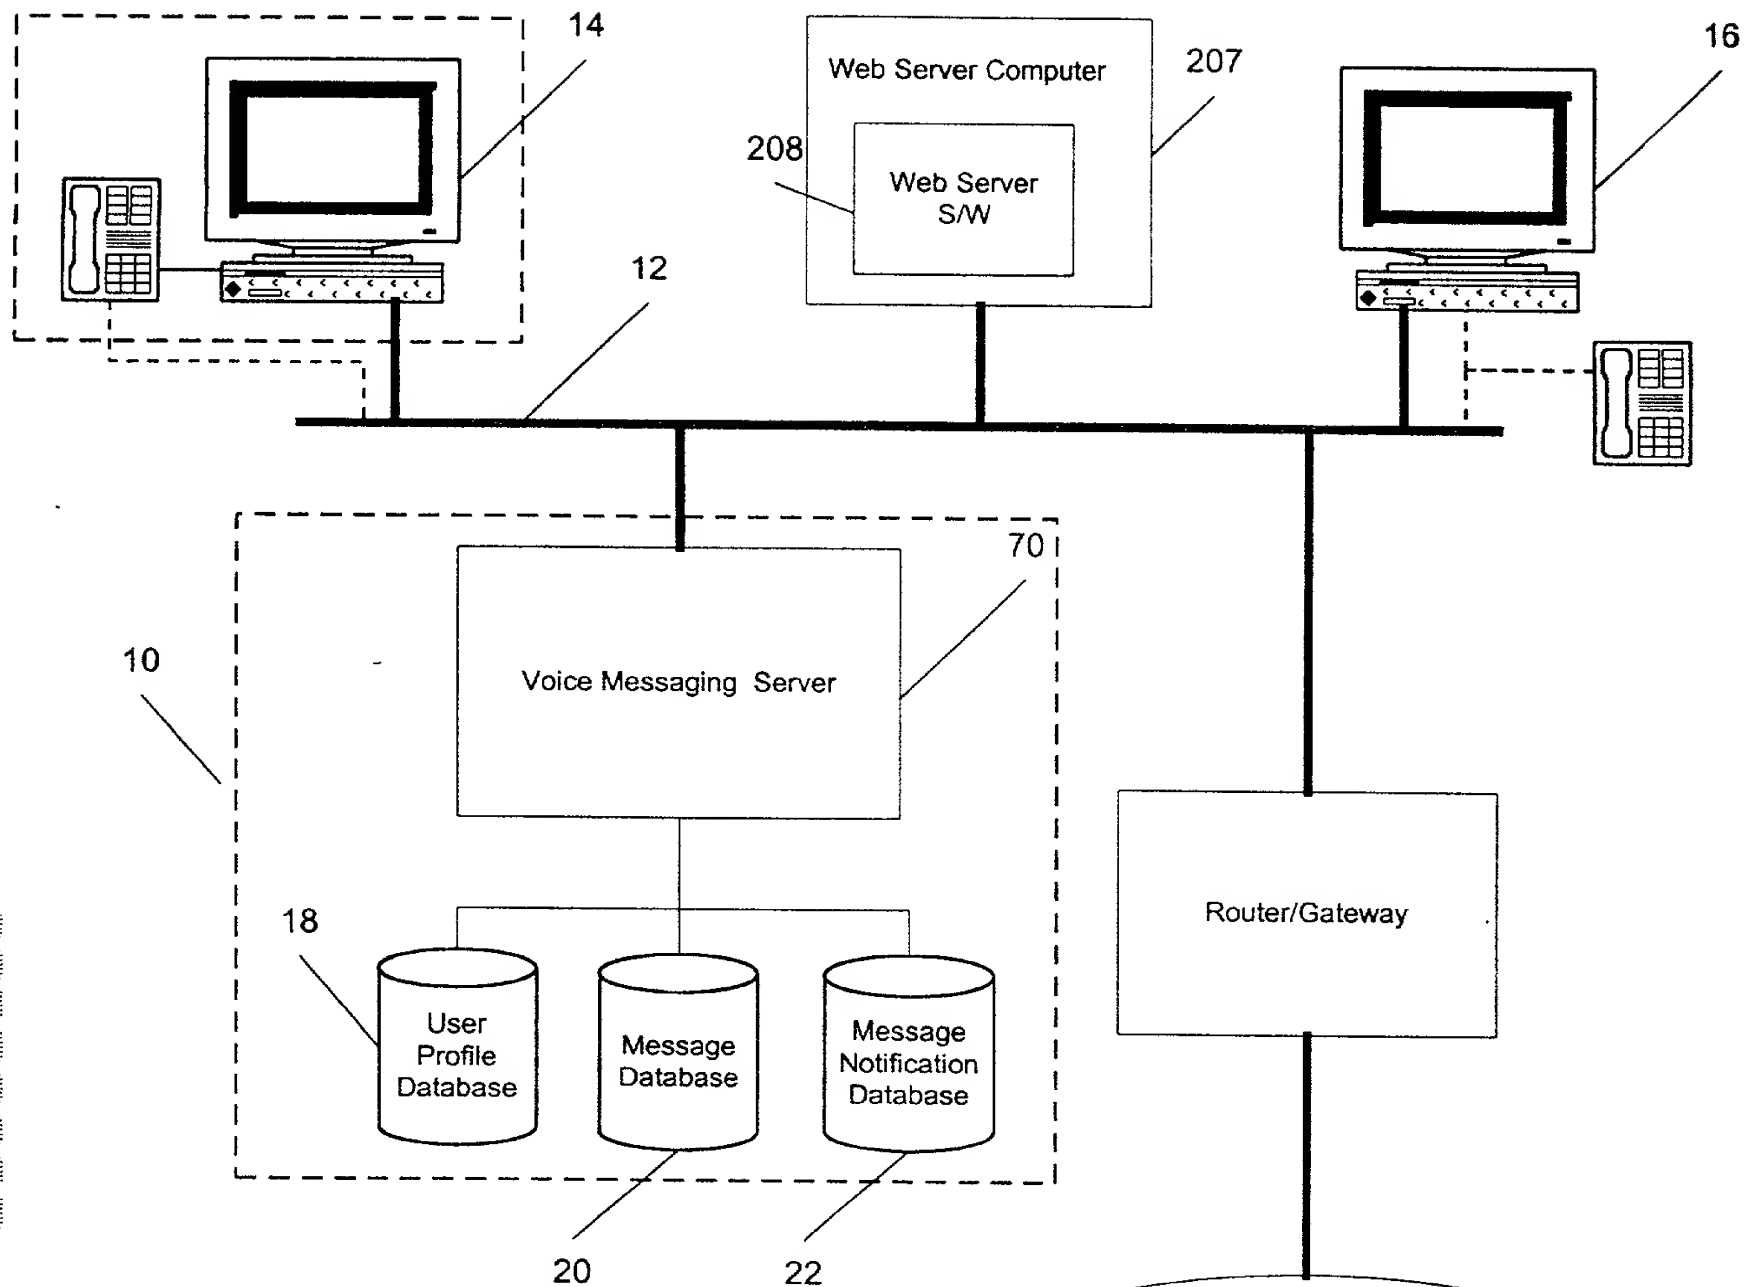 14
Web Server Computer
207
16
208
Web Server
S/W
12
70
10
Voice Messaging Server
18
Router/Gateway
User
Profile
Database
Message
Database
Message
Notification
Database
20
22